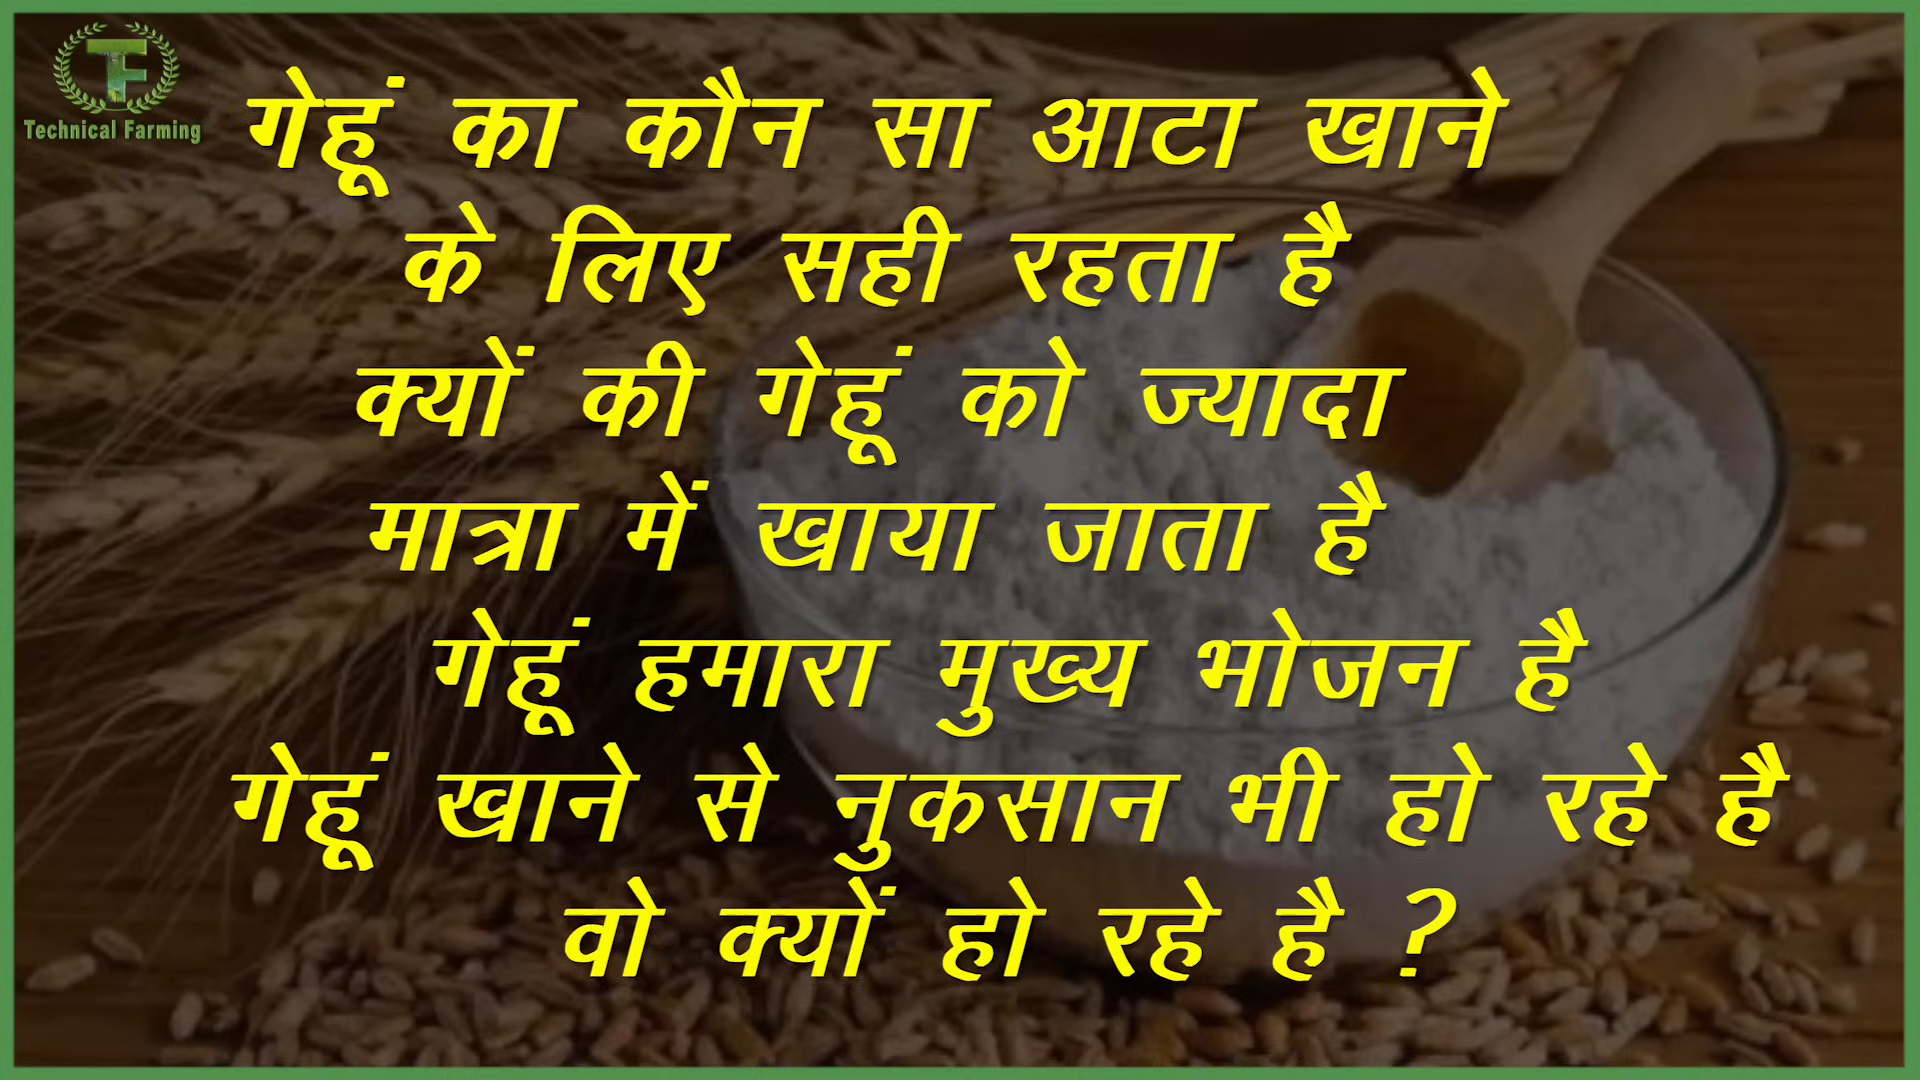 Technical Farming
गेहूं का कौन सा आटा खाने
के लिए सही रहता है
क्यों की गेहूं को ज्यादा
मात्रा में खाया जाता है
गेहूं हमारा मुख्य भोजन है
गेहूं खाने से नुकसान भी हो रहे है
वो क्यों हो रहे है ?